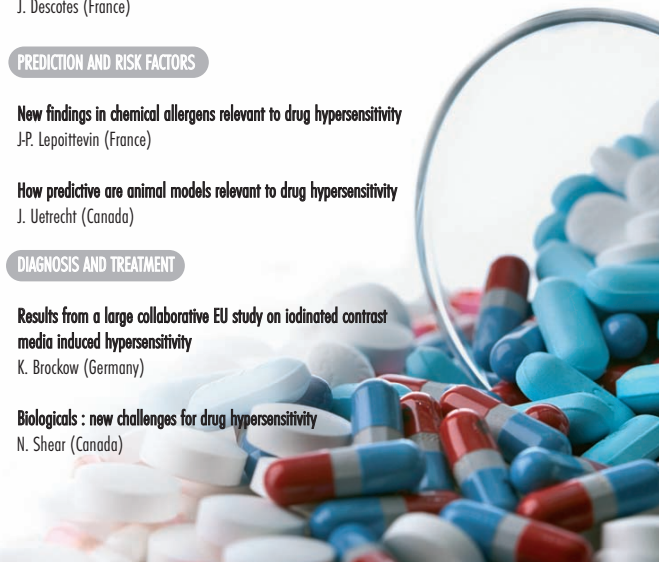 J. Descotes (France)
PREDICTION AND RISK FACTORS
New findings in chemical allergens relevant to drug hypersensitivity
J-P. Lepoittevin (France)
How predictive are animal models relevant to drug hypersensitivity
J. Uetrecht (Canada)
DIAGNOSIS AND TREATMENT
Results from a large collaborative EU study on iodinated contrast
media induced hypersensitivity
K. Brockow (Germany)
Biologicals : new challenges for drug hypersensitivity
N. Shear (Canada)